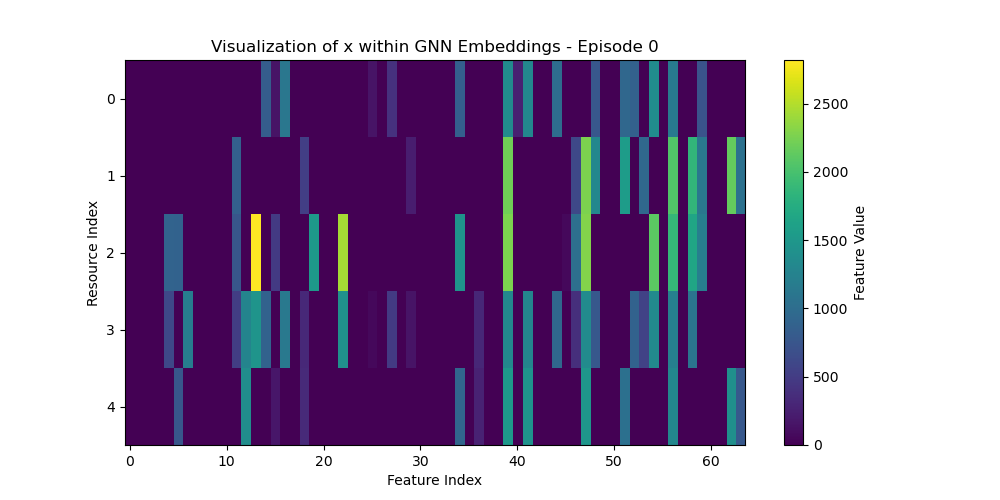 Visualization of x within GNN Embeddings - Episode 0
Resource Index
0
1
2
3
4
0 10 20 30 40 50 60
Feature Index
2500
2000
1500
1000
500
0
Feature Value